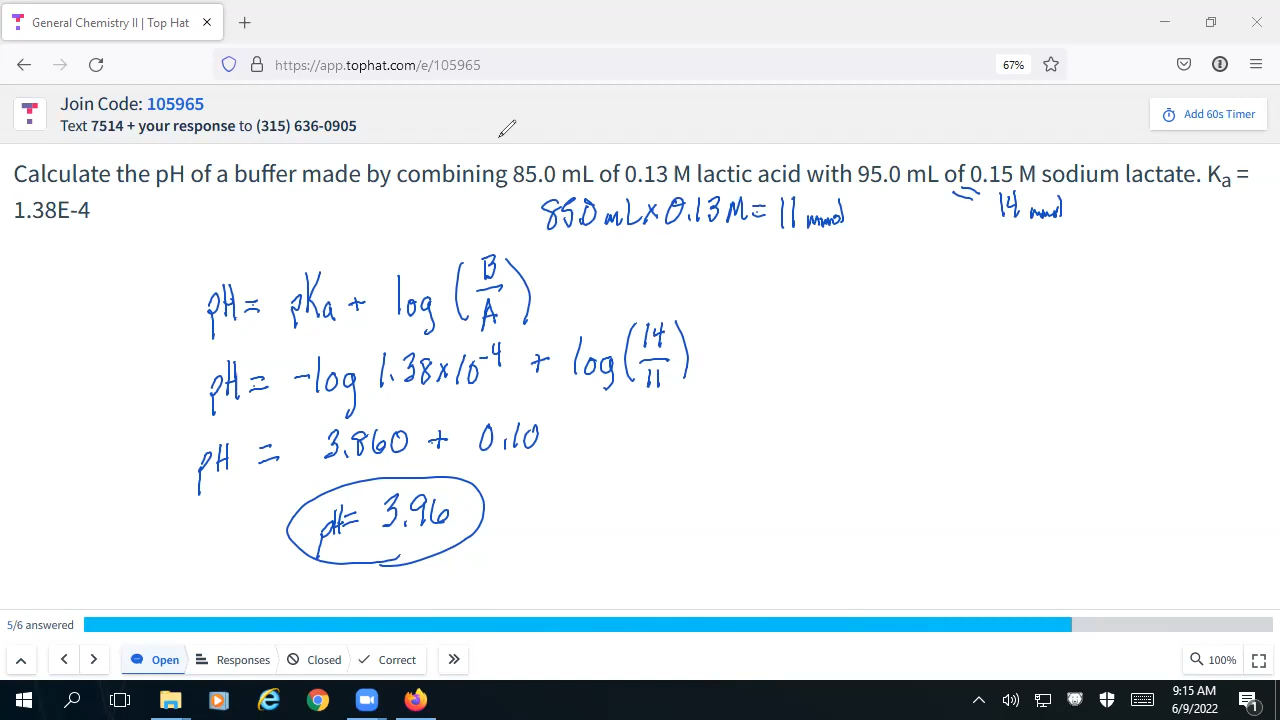 General Chemistry II | Top Hat
https://app.tophat.com/e/105965
67%
Join Code: 105965
Text 7514 + your response to (315) 636-0905
Add 60s Timer
Calculate the pH of a buffer made by combining 85.0 mL of 0.13 M lactic acid with 95.0 mL of 0.15 M sodium lactate. Ka =
1.38E-4
85.0 mL x 0.13 M = 11 mmol
= 14 mmol
pH = pKa + log (B/A)
pH = -log 1.38 x 10^-4 + log (14/11)
pH = 3.860 + 0.10
pH = 3.96
5/6 answered
Open
Responses
Closed
Correct
100%
9:15 AM
6/9/2022
1